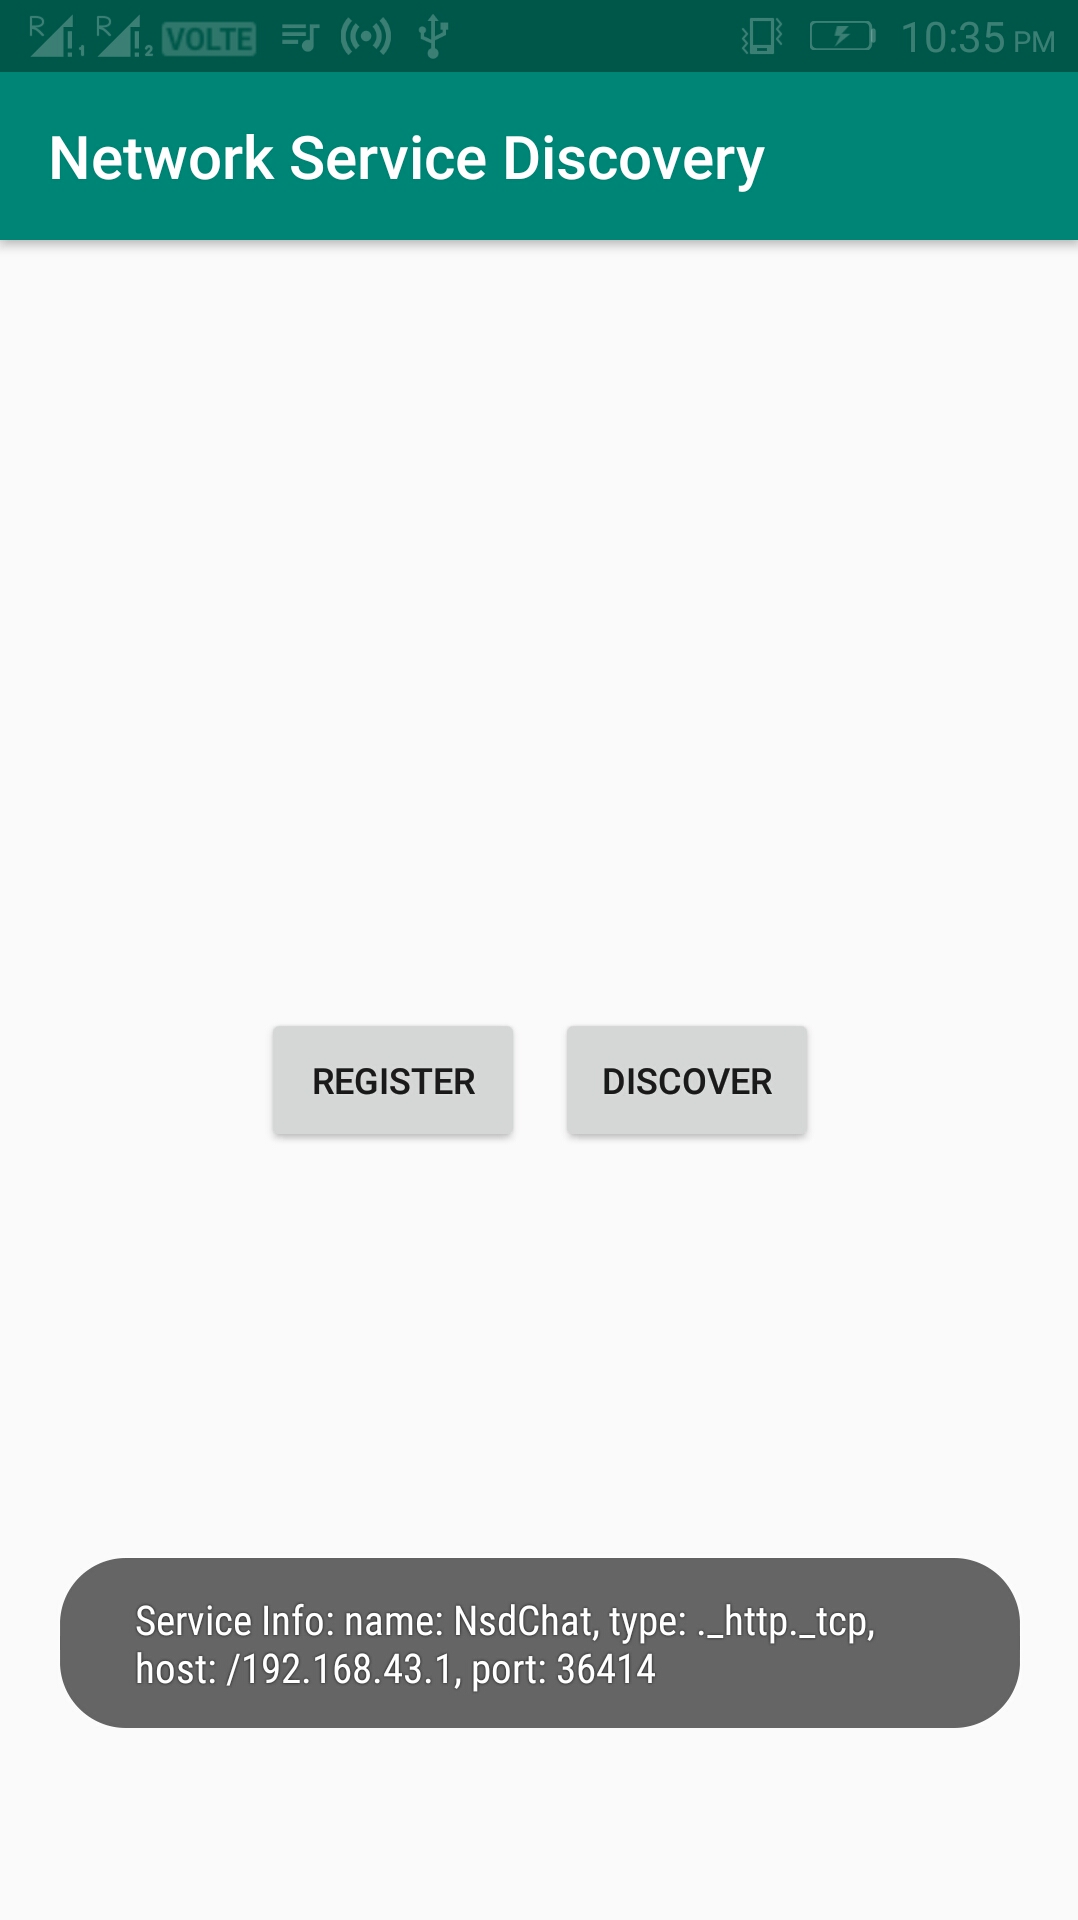 R 1 R 2 VOLTE 10:35 PM
Network Service Discovery
REGISTER DISCOVER
Service Info: name: NsdChat, type: ._http._tcp,
host: /192.168.43.1, port: 36414